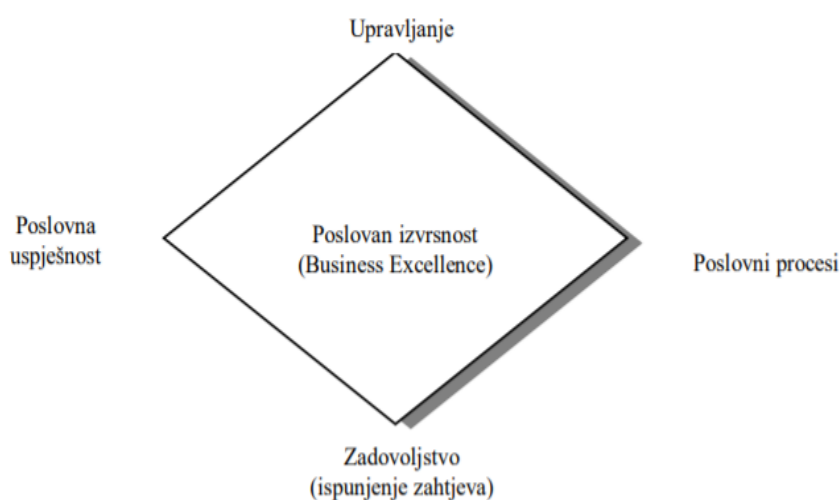 Upravljanje
Poslovna
uspješnost
Poslovan izvrsnost
(Business Excellence)
Poslovni procesi
Zadovoljstvo
(ispunjenje zahtjeva)